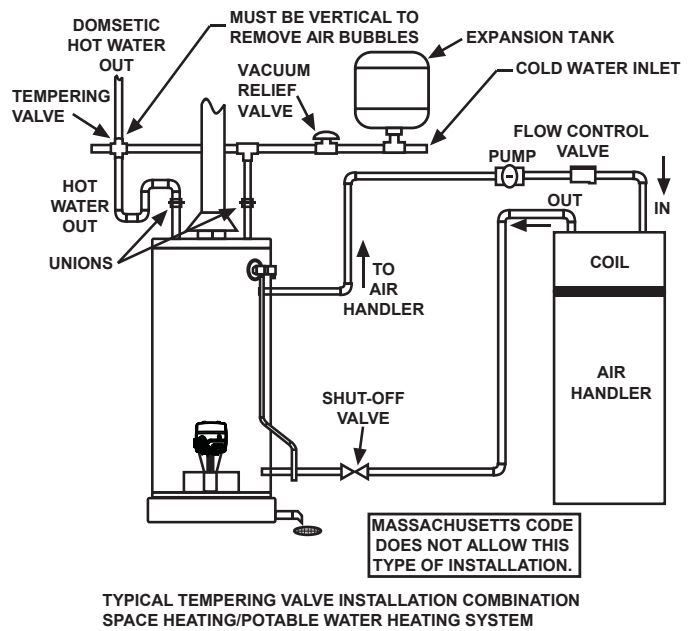 DOMSETIC
HOT WATER
OUT
MUST BE VERTICAL TO
REMOVE AIR BUBBLES
EXPANSION TANK
COLD WATER INLET
VACUUM
RELIEF
VALVE
TEMPERING
VALVE
FLOW CONTROL
VALVE
PUMP
HOT
WATER
OUT
OUT
IN
UNIONS
TO
AIR
HANDLER
COIL
AIR
HANDLER
SHUT-OFF
VALVE
MASSACHUSETTS CODE
DOES NOT ALLOW THIS
TYPE OF INSTALLATION.
TYPICAL TEMPERING VALVE INSTALLATION COMBINATION
SPACE HEATING/POTABLE WATER HEATING SYSTEM